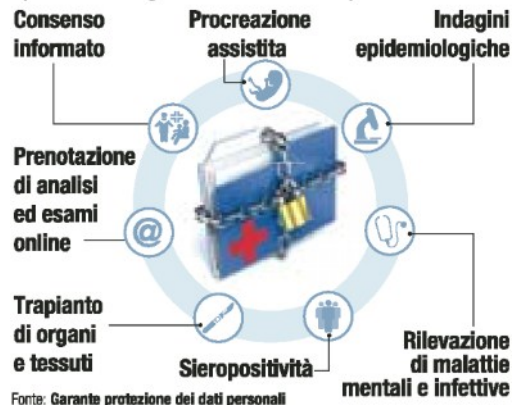 Consenso
informato
Procreazione
assistita
Indagini
epidemiologiche
Prenotazione
di analisi
ed esami
online
@
Trapianto
di organi
e tessuti
Sieropositività
Rilevazione
di malattie
mentali e infettive
Fonte: Garante protezione dei dati personali